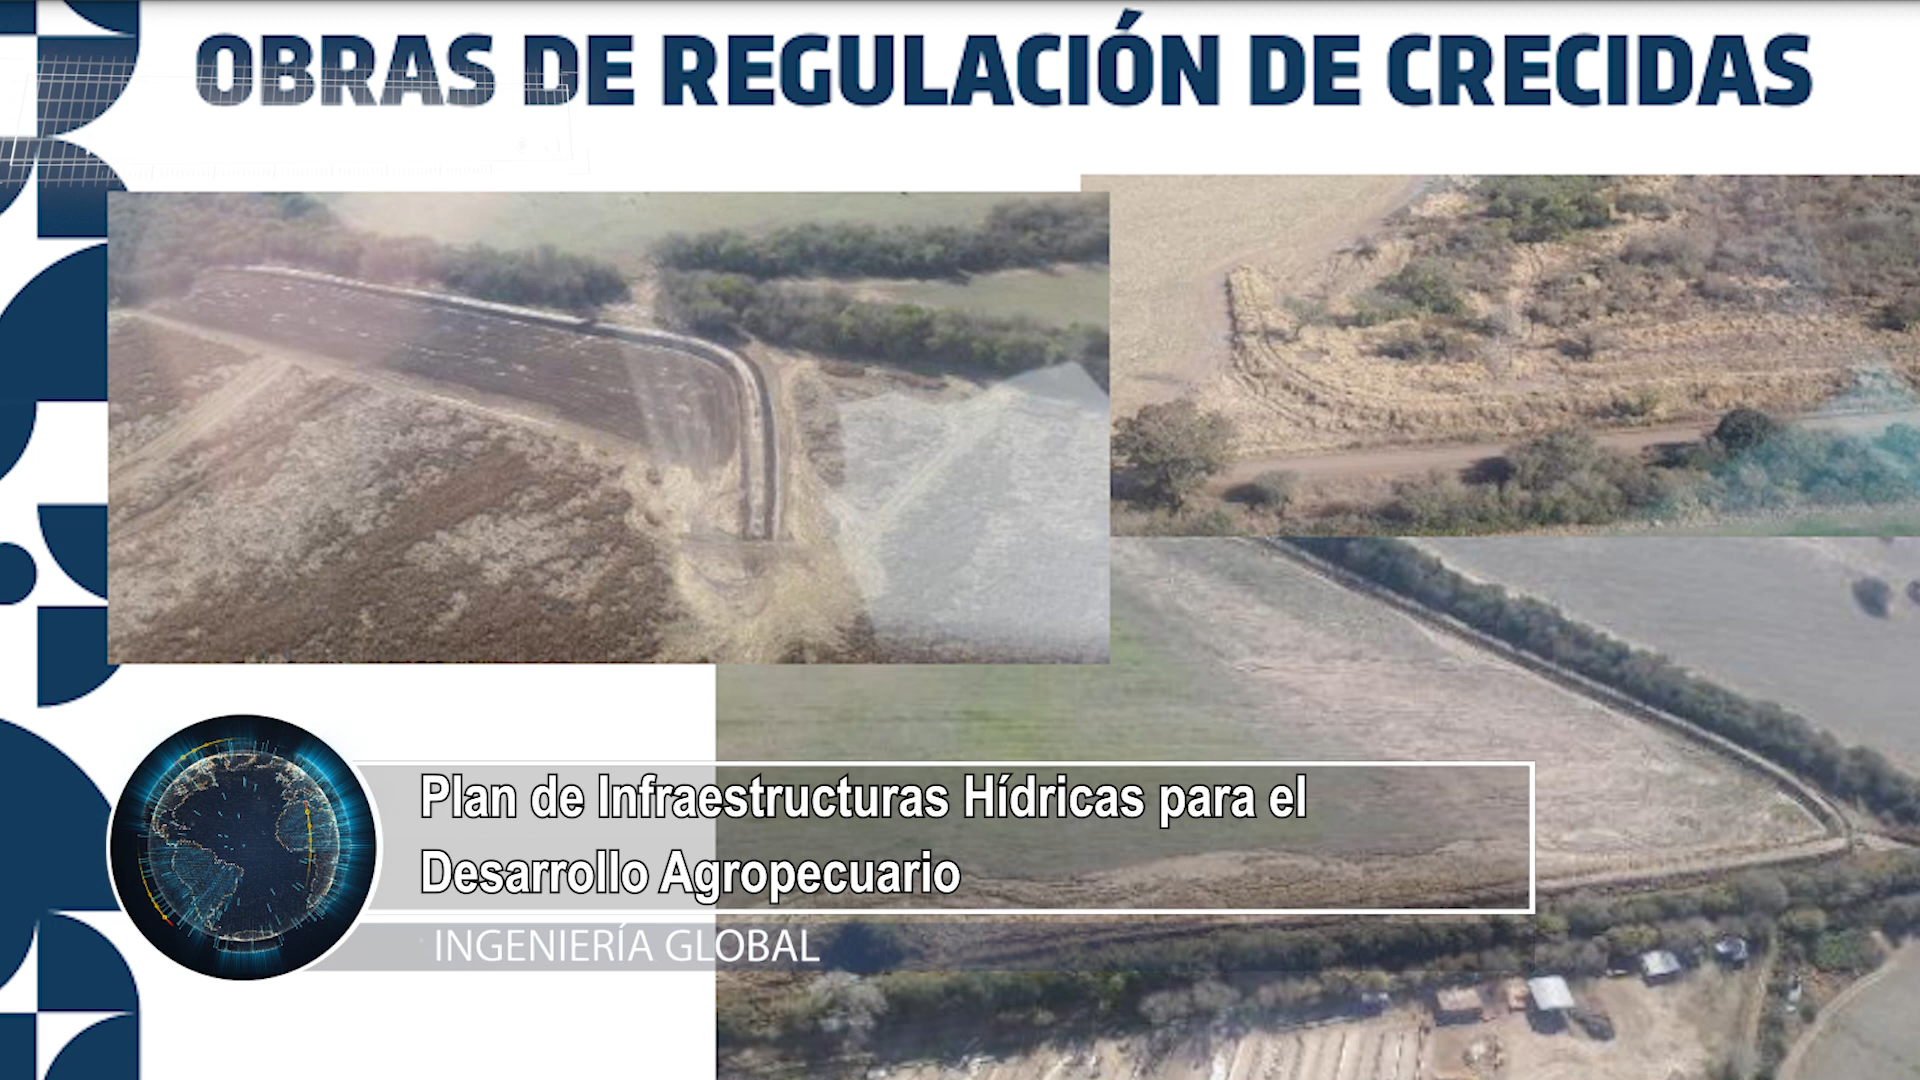 OBRAS DE REGULACIÓN DE CRECIDAS
Plan de Infraestructuras Hídricas para el
Desarrollo Agropecuario
INGENIERÍA GLOBAL